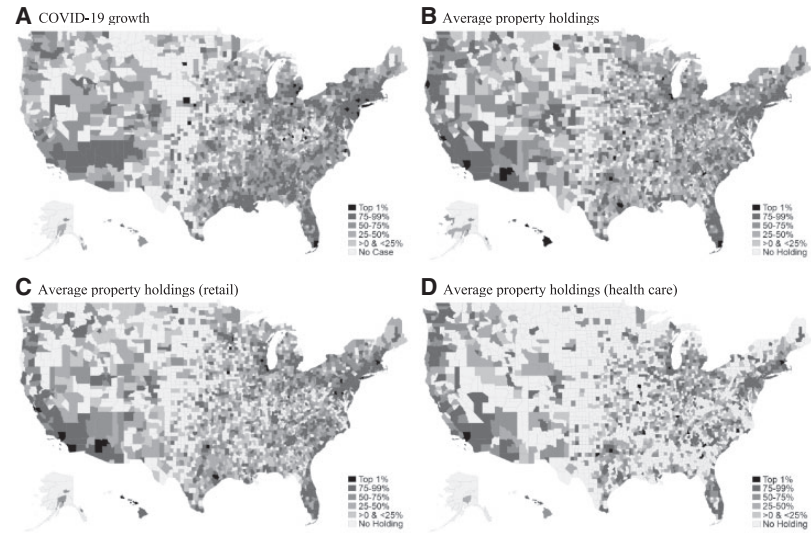 A COVID-19 growth
Top 1%
75-99%
50-75%
25-50%
>0 & <25%
No Case
B Average property holdings
Top 1%
75-99%
50-75%
25-50%
>0 & <25%
No Holding
C Average property holdings (retail)
Top 1%
75-99%
50-75%
25-50%
>0 & <25%
No Holding
D Average property holdings (health care)
Top 1%
75-99%
50-75%
25-50%
>0 & <25%
No Holding